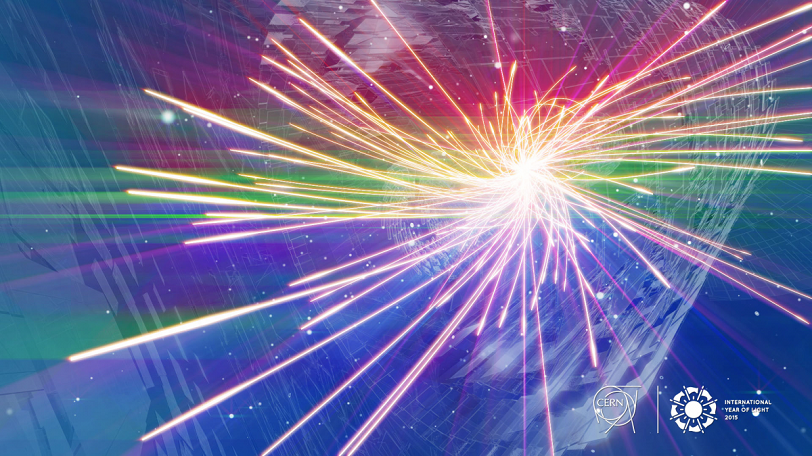 CERN
INTERNATIONAL
YEAR OF LIGHT
2015